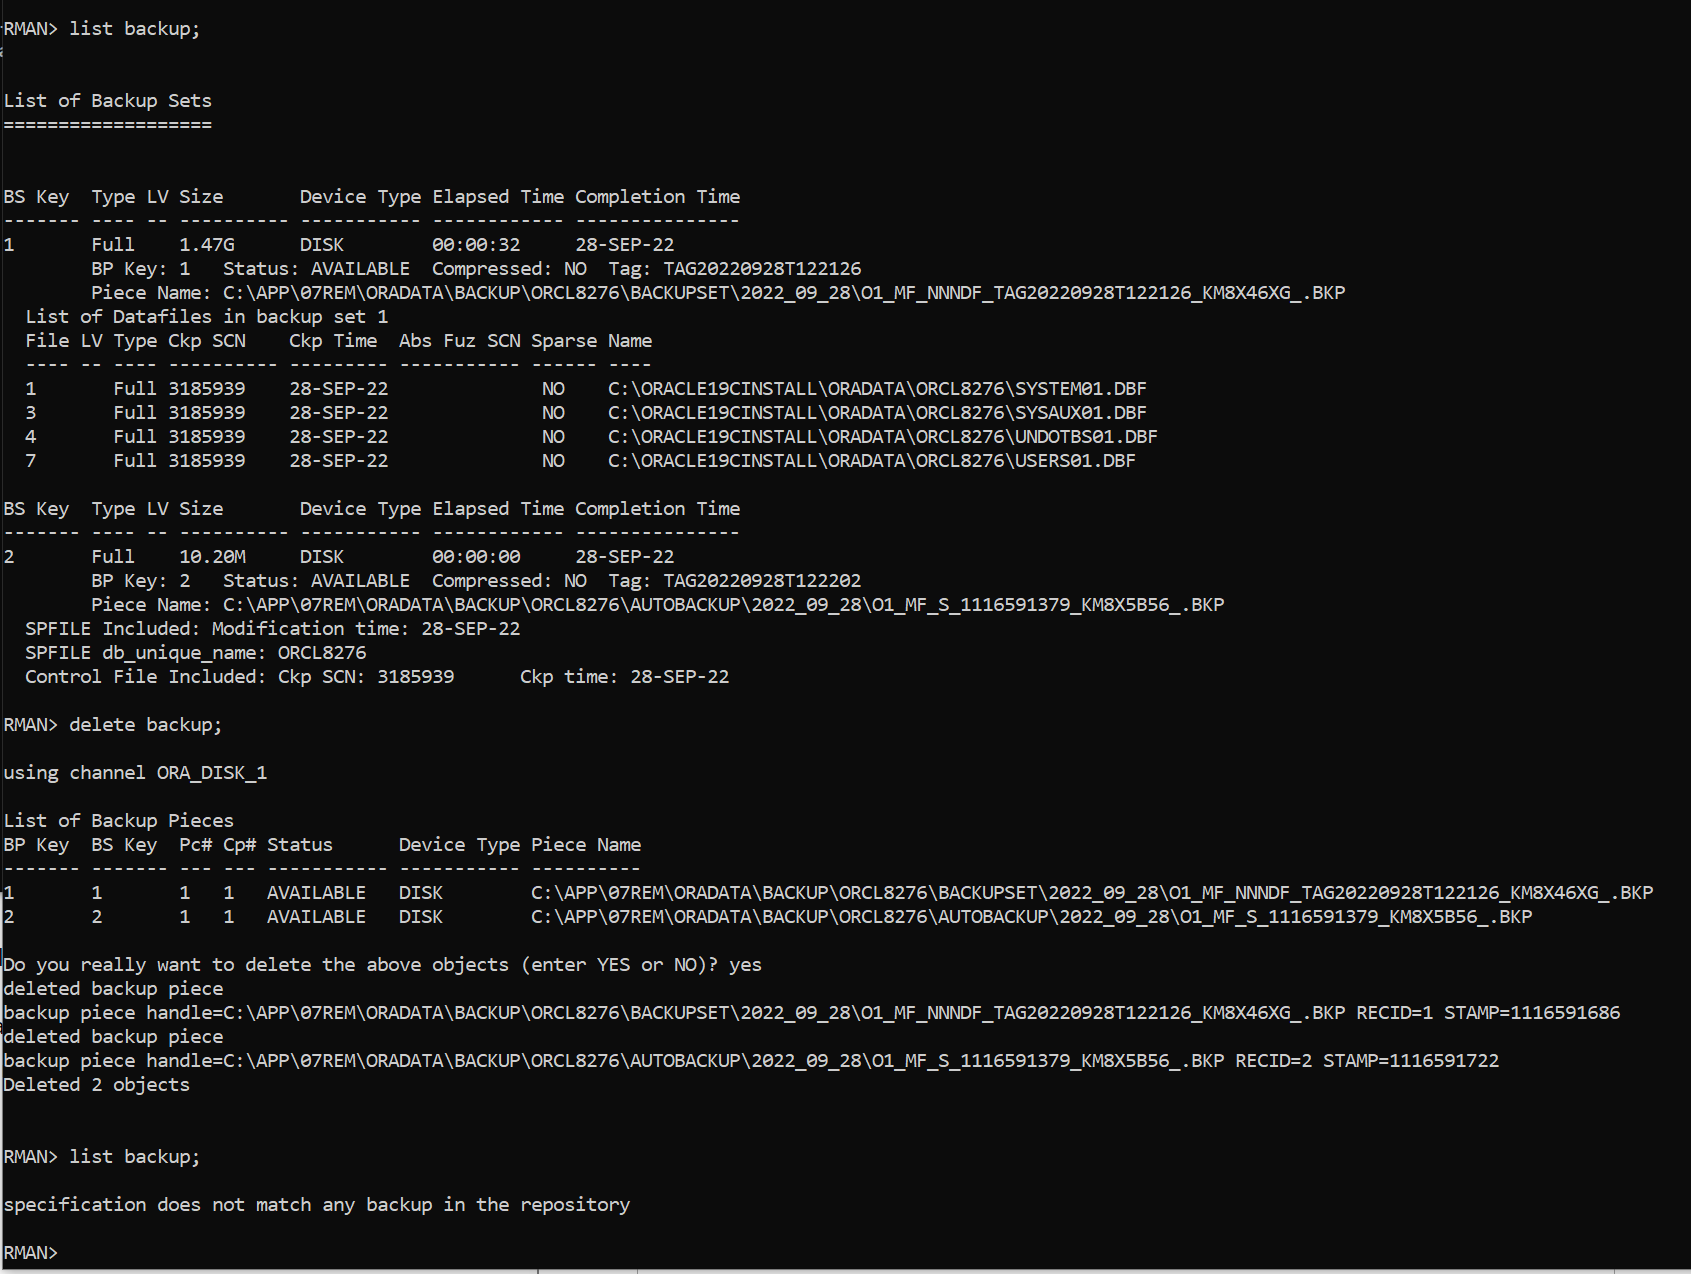 RMAN> list backup;
List of Backup Sets
===================
BS Key  Type LV Size       Device Type Elapsed Time Completion Time
------- ---- -- ---------- ----------- ------------ ---------------
1       Full    1.47G      DISK        00:00:32     28-SEP-22
        BP Key: 1   Status: AVAILABLE  Compressed: NO  Tag: TAG20220928T122126
        Piece Name: C:\APP\07REM\ORADATA\BACKUP\ORCL8276\BACKUPSET\2022_09_28\O1_MF_NNNDF_TAG20220928T122126_KM8X46XG_.BKP
  List of Datafiles in backup set 1
  File LV Type Ckp SCN    Ckp Time  Abs Fuz SCN Sparse Name
  ---- -- ---- ---------- --------- ----------- ------ ----
  1       Full 3185939    28-SEP-22              NO    C:\ORACLE19CINSTALL\ORADATA\ORCL8276\SYSTEM01.DBF
  3       Full 3185939    28-SEP-22              NO    C:\ORACLE19CINSTALL\ORADATA\ORCL8276\SYSAUX01.DBF
  4       Full 3185939    28-SEP-22              NO    C:\ORACLE19CINSTALL\ORADATA\ORCL8276\UNDOTBS01.DBF
  7       Full 3185939    28-SEP-22              NO    C:\ORACLE19CINSTALL\ORADATA\ORCL8276\USERS01.DBF
BS Key  Type LV Size       Device Type Elapsed Time Completion Time
------- ---- -- ---------- ----------- ------------ ---------------
2       Full    10.20M     DISK        00:00:00     28-SEP-22
        BP Key: 2   Status: AVAILABLE  Compressed: NO  Tag: TAG20220928T122202
        Piece Name: C:\APP\07REM\ORADATA\BACKUP\ORCL8276\AUTOBACKUP\2022_09_28\O1_MF_S_1116591379_KM8X5B56_.BKP
  SPFILE Included: Modification time: 28-SEP-22
  SPFILE db_unique_name: ORCL8276
  Control File Included: Ckp SCN: 3185939      Ckp time: 28-SEP-22
RMAN> delete backup;
using channel ORA_DISK_1
List of Backup Pieces
BP Key  BS Key  Pc# Cp# Status      Device Type Piece Name
------- ------- --- --- ----------- ----------- ----------
1       1       1   1   AVAILABLE   DISK        C:\APP\07REM\ORADATA\BACKUP\ORCL8276\BACKUPSET\2022_09_28\O1_MF_NNNDF_TAG20220928T122126_KM8X46XG_.BKP
2       2       1   1   AVAILABLE   DISK        C:\APP\07REM\ORADATA\BACKUP\ORCL8276\AUTOBACKUP\2022_09_28\O1_MF_S_1116591379_KM8X5B56_.BKP
Do you really want to delete the above objects (enter YES or NO)? yes
deleted backup piece
backup piece handle=C:\APP\07REM\ORADATA\BACKUP\ORCL8276\BACKUPSET\2022_09_28\O1_MF_NNNDF_TAG20220928T122126_KM8X46XG_.BKP RECID=1 STAMP=1116591686
deleted backup piece
backup piece handle=C:\APP\07REM\ORADATA\BACKUP\ORCL8276\AUTOBACKUP\2022_09_28\O1_MF_S_1116591379_KM8X5B56_.BKP RECID=2 STAMP=1116591722
Deleted 2 objects
RMAN> list backup;
specification does not match any backup in the repository
RMAN>